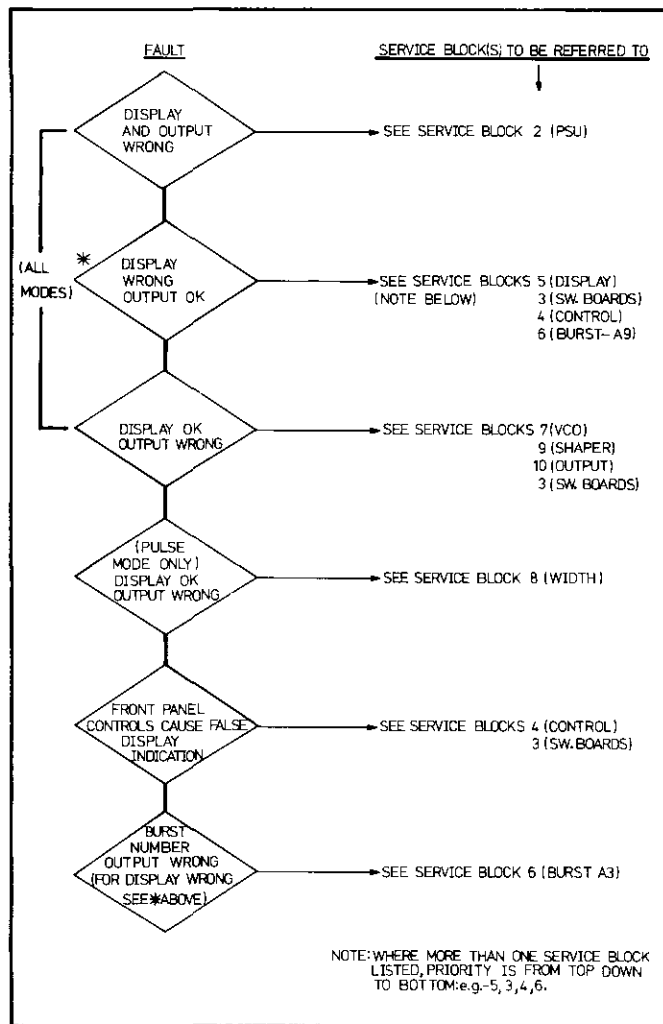 FAULT
SERVICE BLOCK(S) TO BE REFERRED TO
DISPLAY
AND OUTPUT
WRONG
SEE SERVICE BLOCK 2 (PSU)
(ALL
MODES)
*
DISPLAY
WRONG
OUTPUT OK
SEE SERVICE BLOCKS 5 (DISPLAY)
(NOTE BELOW) 3 (SW. BOARDS)
4 (CONTROL)
6 (BURST-A9)
DISPLAY OK
OUTPUT WRONG
SEE SERVICE BLOCKS 7 (VCO)
9 (SHAPER)
10 (OUTPUT)
3 (SW. BOARDS)
(PULSE
MODE ONLY)
DISPLAY OK
OUTPUT WRONG
SEE SERVICE BLOCK 8 (WIDTH)
FRONT PANEL
CONTROLS CAUSE FALSE
DISPLAY
INDICATION
SEE SERVICE BLOCKS 4 (CONTROL)
3 (SW. BOARDS)
BURST
NUMBER
OUTPUT WRONG
(FOR DISPLAY WRONG
SEE * ABOVE)
SEE SERVICE BLOCK 6 (BURST A3)
NOTE: WHERE MORE THAN ONE SERVICE BLOCK
LISTED, PRIORITY IS FROM TOP DOWN
TO BOTTOM: e.g.-5, 3, 4, 6.